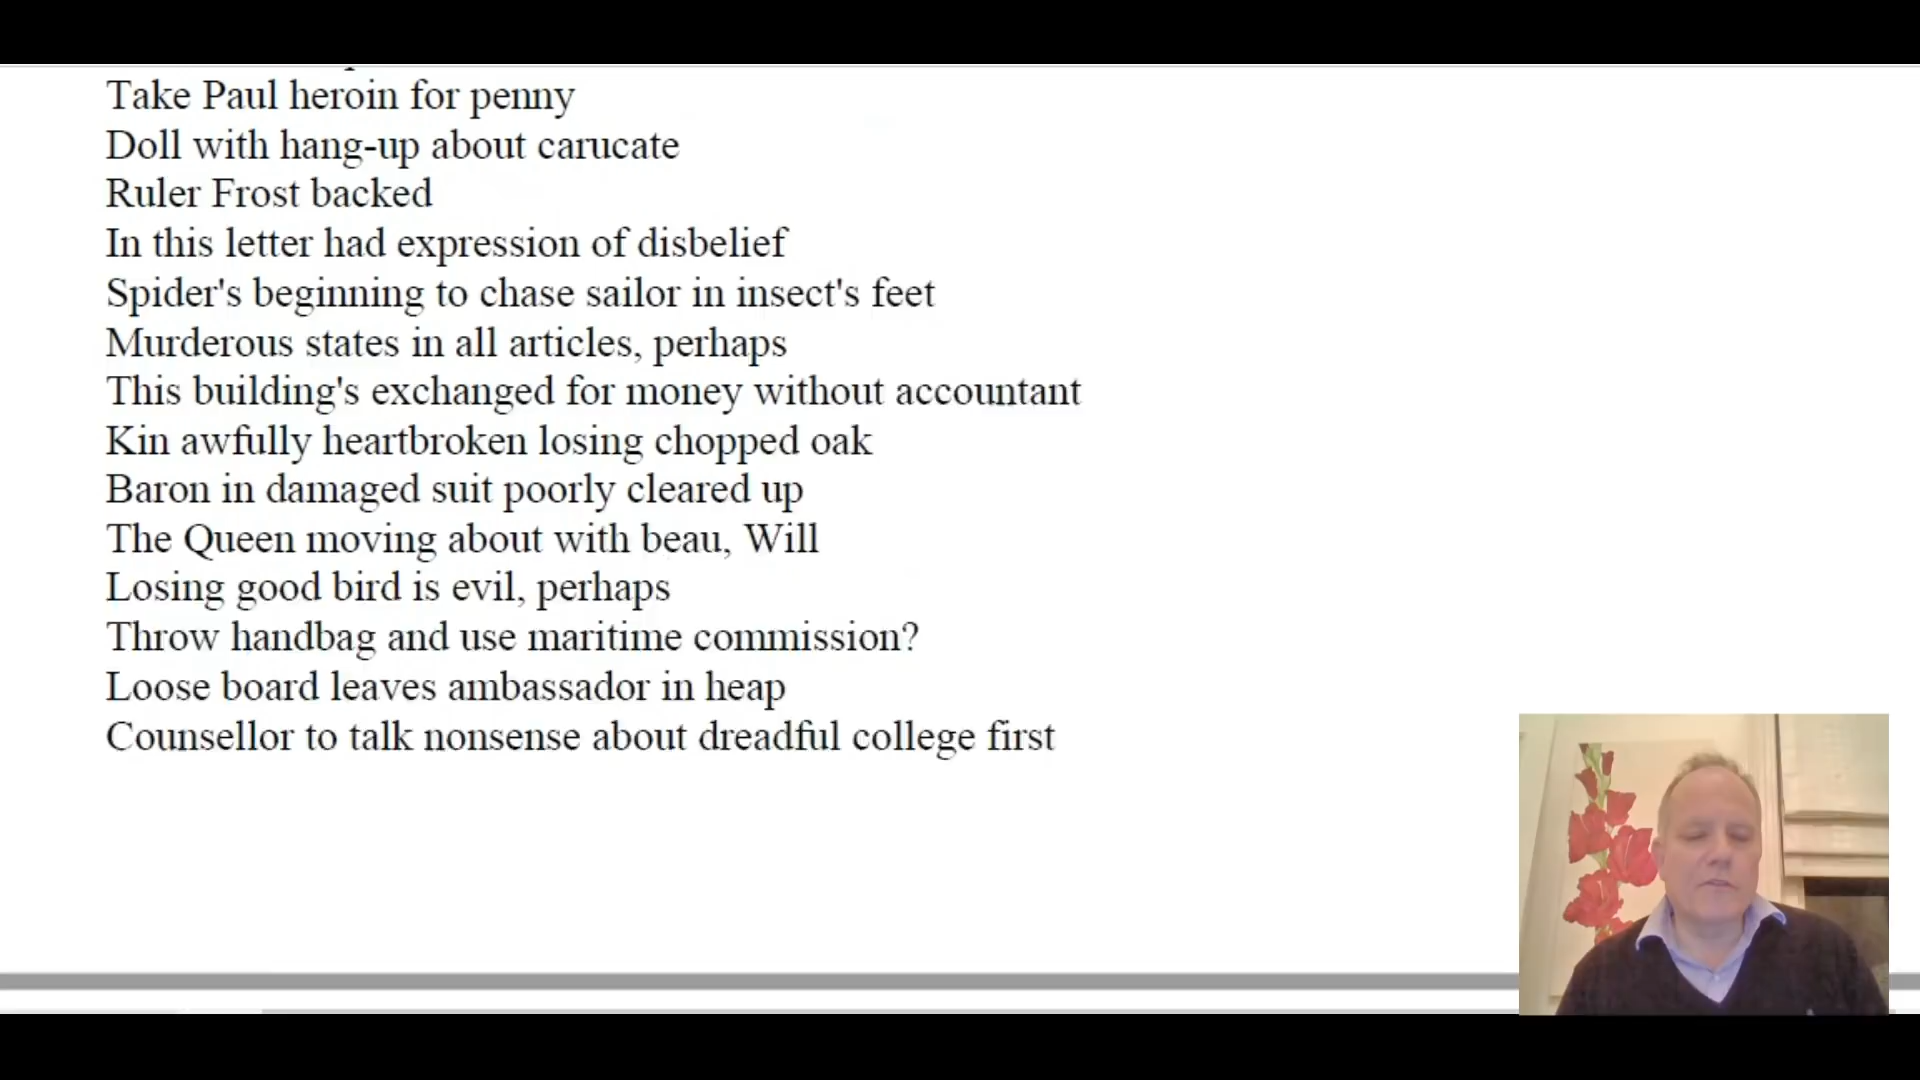 Take Paul heroin for penny
Doll with hang-up about carucate
Ruler Frost backed
In this letter had expression of disbelief
Spider's beginning to chase sailor in insect's feet
Murderous states in all articles, perhaps
This building's exchanged for money without accountant
Kin awfully heartbroken losing chopped oak
Baron in damaged suit poorly cleared up
The Queen moving about with beau, Will
Losing good bird is evil, perhaps
Throw handbag and use maritime commission?
Loose board leaves ambassador in heap
Counsellor to talk nonsense about dreadful college first